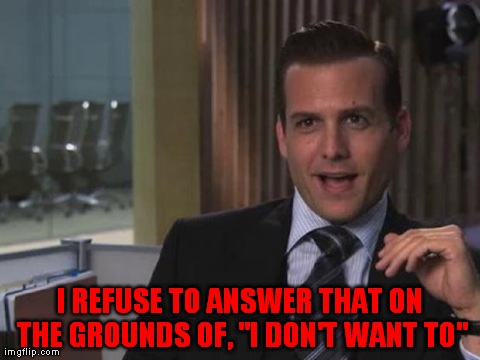 I REFUSE TO ANSWER THAT ON
THE GROUNDS OF, "I DON'T WANT TO"
imgflip.com